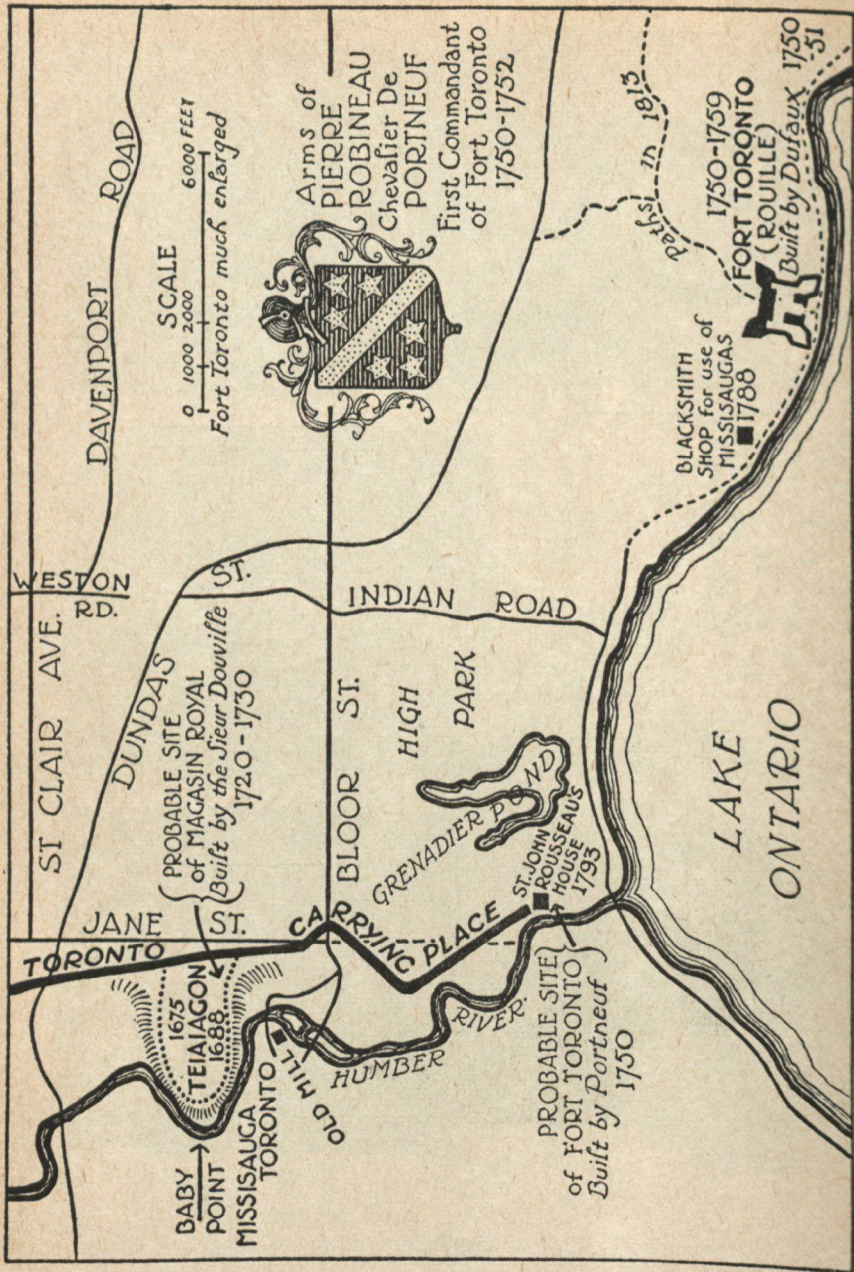 ST CLAIR AVE.
WESTON
RD.
DAVENPORT ROAD
DUNDAS ST.
SCALE
0 1000 2000 6000 FEET
Fort Toronto much enlarged
Arms of
PIERRE
ROBINEAU
Chevalier De
PORTNEUF
First Commandant
of Fort Toronto
1750-1752
JANE ST.
TORONTO CARRYING PLACE
PROBABLE SITE
of MAGASIN ROYAL
Built by the Sieur Douville
1720-1730
1675
TEIAIAGON
1688
BABY
POINT
MISSISAUGA
TORONTO
OLD MILL
HUMBER RIVER.
BLOOR ST.
INDIAN ROAD
HIGH
PARK
GRENADIER POND
ST. JOHN
ROUSSEAU'S
HOUSE
1793
PROBABLE SITE
of FORT TORONTO
Built by Portneuf
1750
Paths in 1813
1750-1759
FORT TORONTO
(ROUILLE)
Built by Dufaux 1750
51
BLACKSMITH
SHOP for use of
MISSISAUGAS
1788
LAKE
ONTARIO